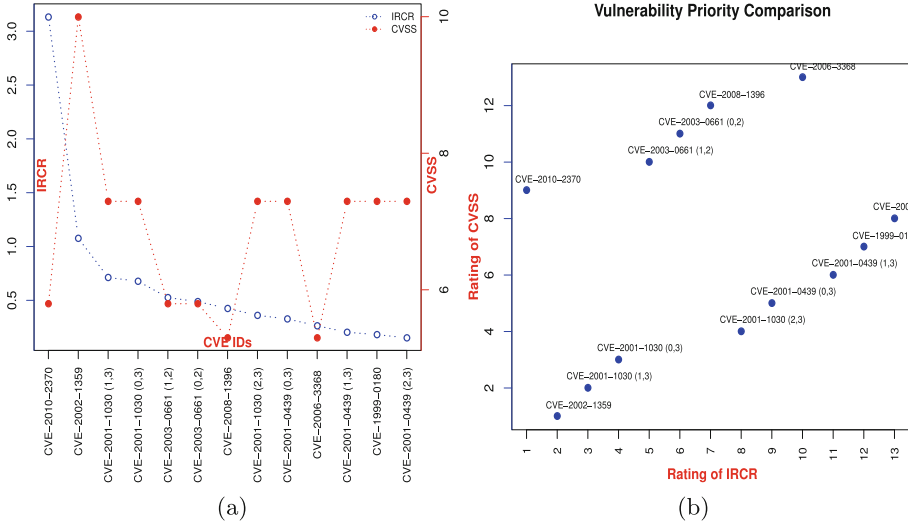 Vulnerability Priority Comparison
IRCR
CVSS
3.0
2.5
2.0
1.5
1.0
0.5
IRCR
10
8
6
CVSS
CVE IDs
CVE−2010−2370
CVE−2002−1359
CVE−2001−1030 (1,3)
CVE−2001−1030 (0,3)
CVE−2003−0661 (1,2)
CVE−2003−0661 (0,2)
CVE−2008−1396
CVE−2001−1030 (2,3)
CVE−2001−0439 (0,3)
CVE−2006−3368
CVE−2001−0439 (1,3)
CVE−1999−0180
CVE−2001−0439 (2,3)
(a)
12
10
8
6
4
2
Rating of CVSS
CVE−2006−3368
CVE−2008−1396
CVE−2003−0661 (0,2)
CVE−2003−0661 (1,2)
CVE−2010−2370
CVE−200
CVE−1999−01
CVE−2001−0439 (1,3)
CVE−2001−0439 (0,3)
CVE−2001−1030 (2,3)
CVE−2001−1030 (0,3)
CVE−2001−1030 (1,3)
CVE−2002−1359
1 2 3 4 5 6 7 8 9 10 11 12 13
Rating of IRCR
(b)